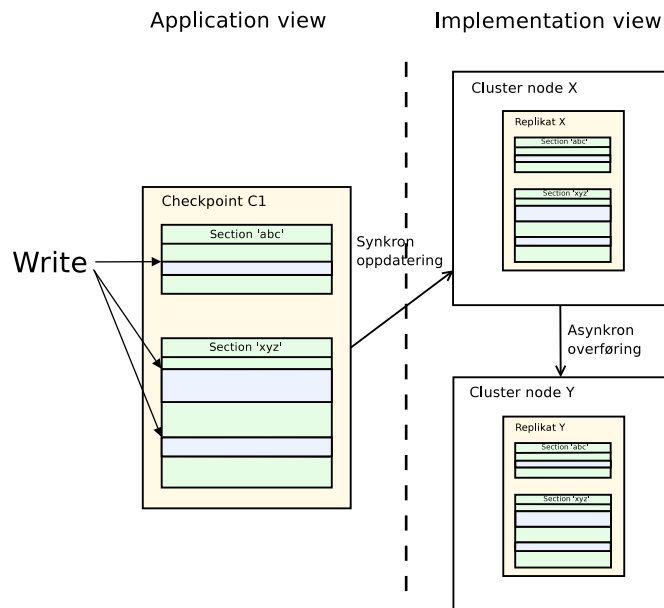 Application view
Implementation view
Cluster node X
Replikat X
Section 'abc'
Section 'xyz'
Checkpoint C1
Section 'abc'
Synkron
oppdatering
Write
Section 'xyz'
Asynkron
overføring
Cluster node Y
Replikat Y
Section 'abc'
Section 'xyz'